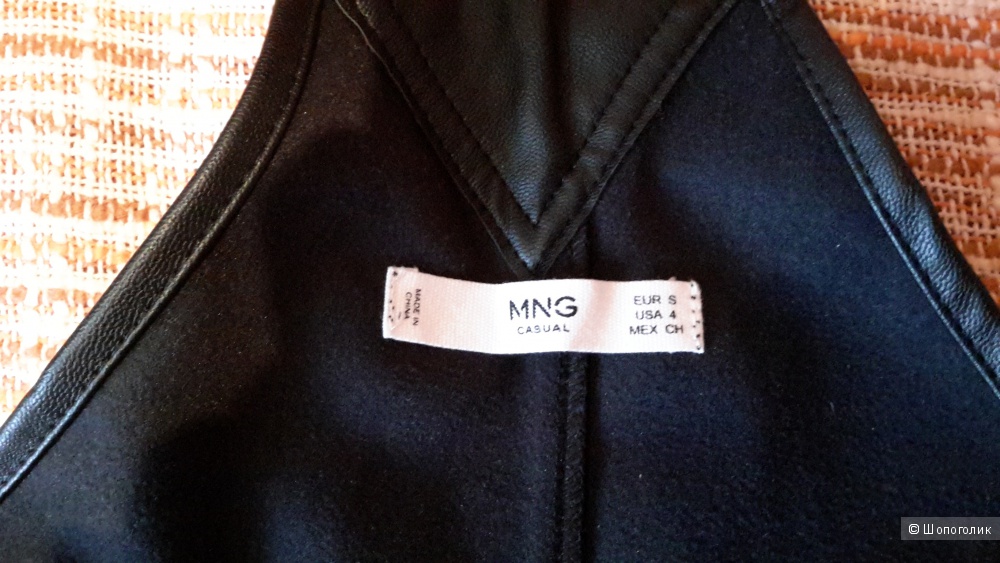 MADE IN
CHINA
MNG
CASUAL
EUR S
USA 4
MEX CH
© Шопоголик